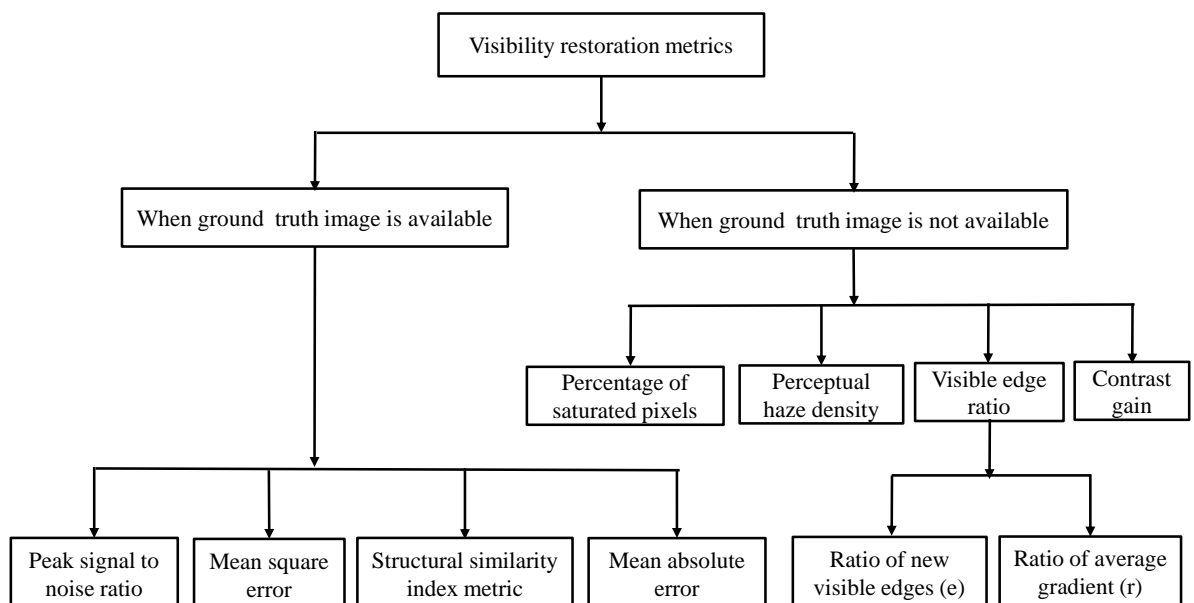 Visibility restoration metrics
When ground truth image is available
When ground truth image is not available
Percentage of
saturated pixels
Perceptual
haze density
Visible edge
ratio
Contrast
gain
Peak signal to
noise ratio
Mean square
error
Structural similarity
index metric
Mean absolute
error
Ratio of new
visible edges (e)
Ratio of average
gradient (r)